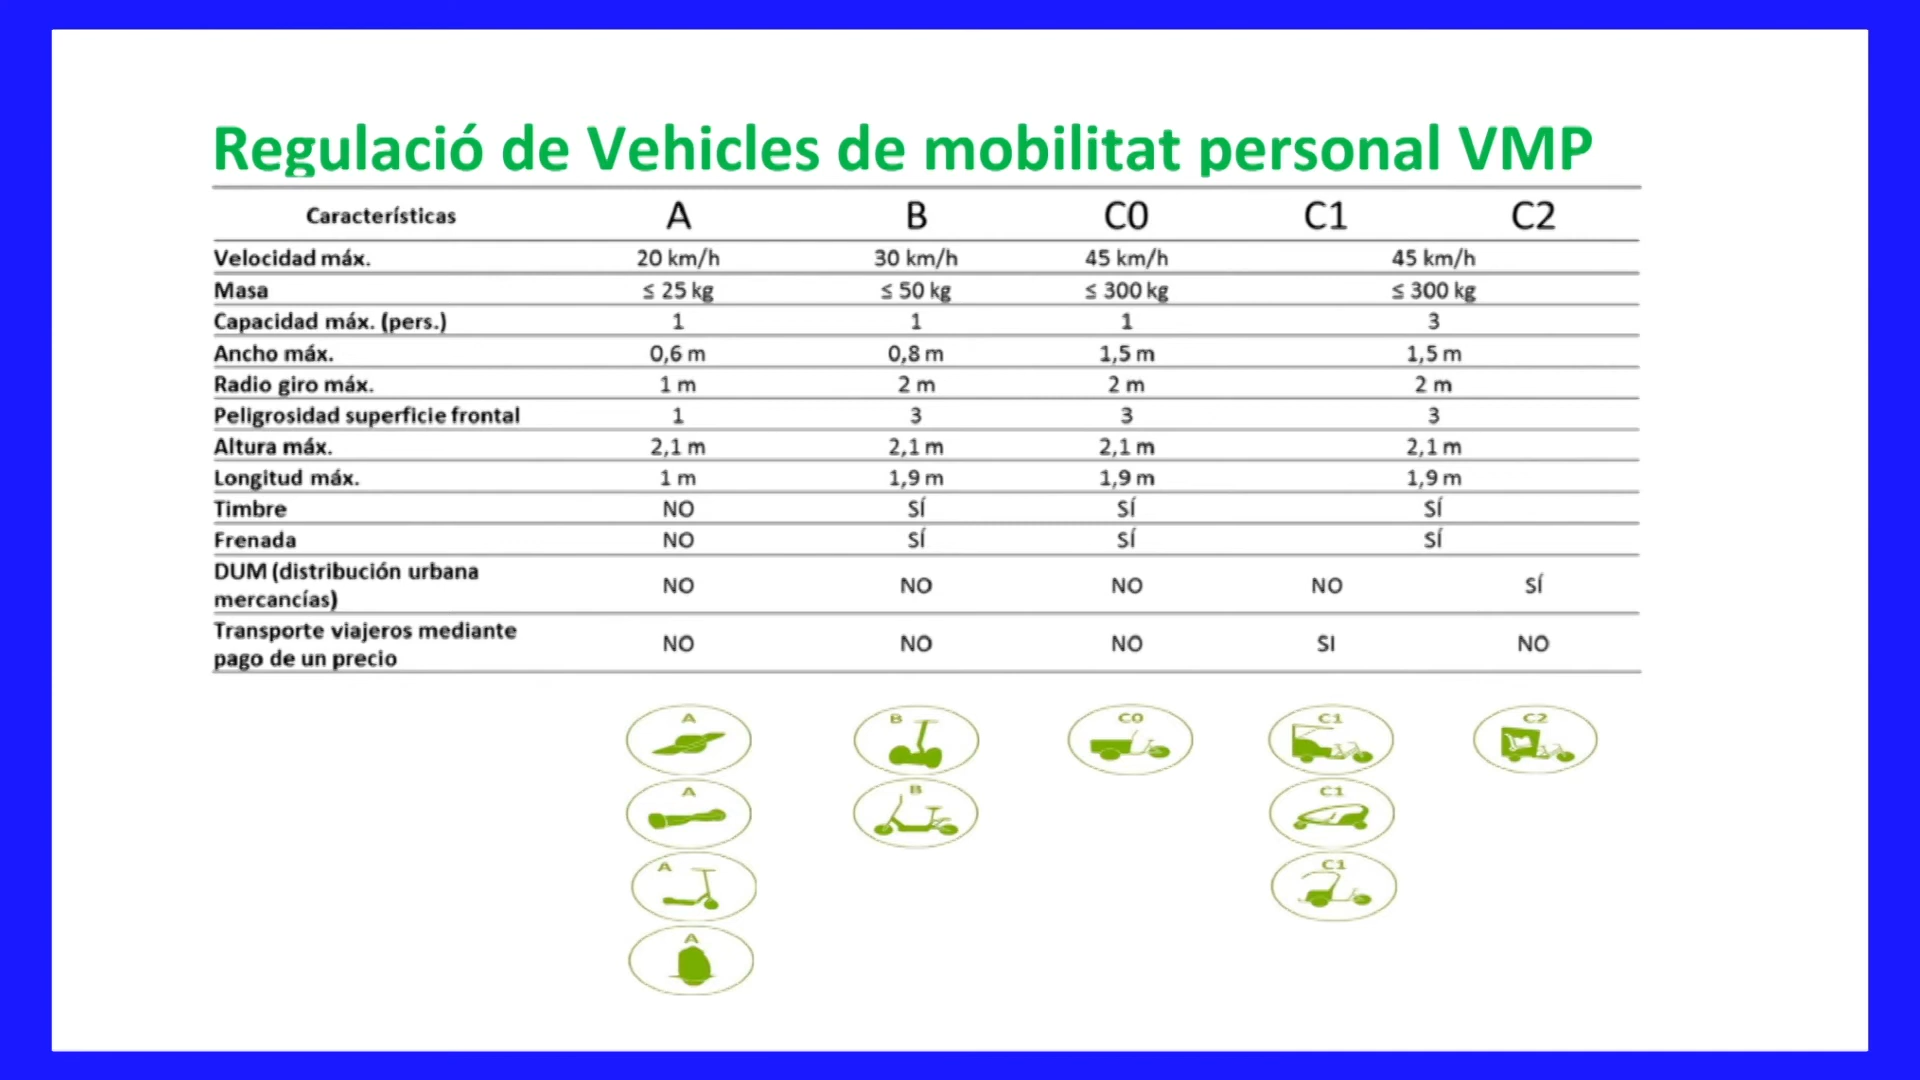 Regulació de Vehicles de mobilitat personal VMP
Características A B C0 C1 C2
Velocidad máx. 20 km/h 30 km/h 45 km/h 45 km/h
Masa ≤ 25 kg ≤ 50 kg ≤ 300 kg ≤ 300 kg
Capacidad máx. (pers.) 1 1 1 3
Ancho máx. 0,6 m 0,8 m 1,5 m 1,5 m
Radio giro máx. 1 m 2 m 2 m 2 m
Peligrosidad superficie frontal 1 3 3 3
Altura máx. 2,1 m 2,1 m 2,1 m 2,1 m
Longitud máx. 1 m 1,9 m 1,9 m 1,9 m
Timbre NO SÍ SÍ SÍ
Frenada NO SÍ SÍ SÍ
DUM (distribución urbana
mercancías) NO NO NO NO SÍ
Transporte viajeros mediante
pago de un precio NO NO NO SI NO
A B C0 C1 C2
A B C1
A C1
A